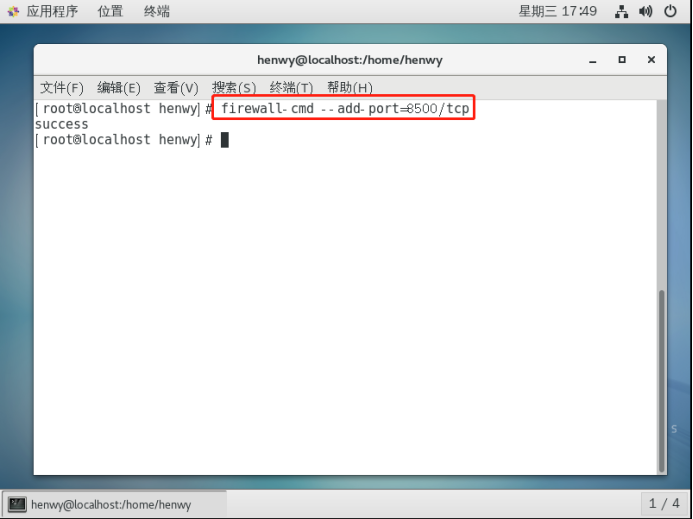 应用程序 位置 终端 星期三 17:49
henwy@localhost:/home/henwy
文件(F) 编辑(E) 查看(V) 搜索(S) 终端(T) 帮助(H)
[root@localhost henwy]# firewall-cmd --add-port=8500/tcp
success
[root@localhost henwy]#
s
henwy@localhost:/home/henwy 1 / 4